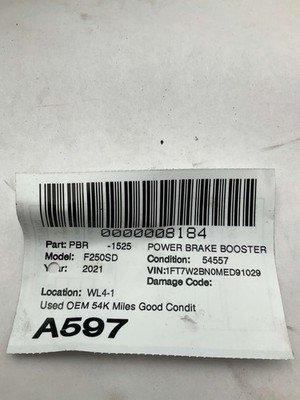 0000008184
Part: PBR -1525 POWER BRAKE BOOSTER
Model: F250SD Condition: 54557
Year: 2021 VIN:1FT7W2BN0MED91029
Damage Code:
Location: WL4-1
Used OEM 54K Miles Good Condit
A597